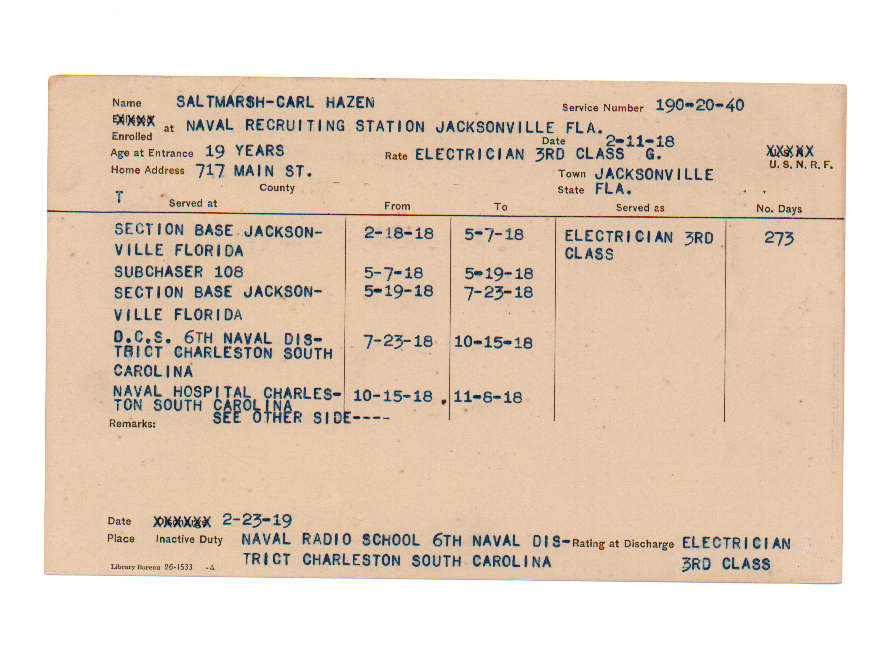 Name SALTMARSH-CARL HAZEN Service Number 190-20-40
Enrolled at NAVAL RECRUITING STATION JACKSONVILLE FLA.
Date 2-11-18
Age at Entrance 19 YEARS Rate ELECTRICIAN 3RD CLASS G. U. S. N. R. F.
Home Address 717 MAIN ST. Town JACKSONVILLE
County State FLA.
T
Served at From To Served as No. Days
SECTION BASE JACKSON- 2-18-18 5-7-18 ELECTRICIAN 3RD 273
VILLE FLORIDA CLASS
SUBCHASER 108 5-7-18 5-19-18
SECTION BASE JACKSON- 5-19-18 7-23-18
VILLE FLORIDA
D.C.S. 6TH NAVAL DIS- 7-23-18 10-15-18
TRICT CHARLESTON SOUTH
CAROLINA
NAVAL HOSPITAL CHARLES- 10-15-18 11-8-18
TON SOUTH CAROLINA
SEE OTHER SIDE----
Remarks:
Date 2-23-19
Place Inactive Duty NAVAL RADIO SCHOOL 6TH NAVAL DIS- Rating at Discharge ELECTRICIAN
TRICT CHARLESTON SOUTH CAROLINA 3RD CLASS
Library Bureau 26-1533